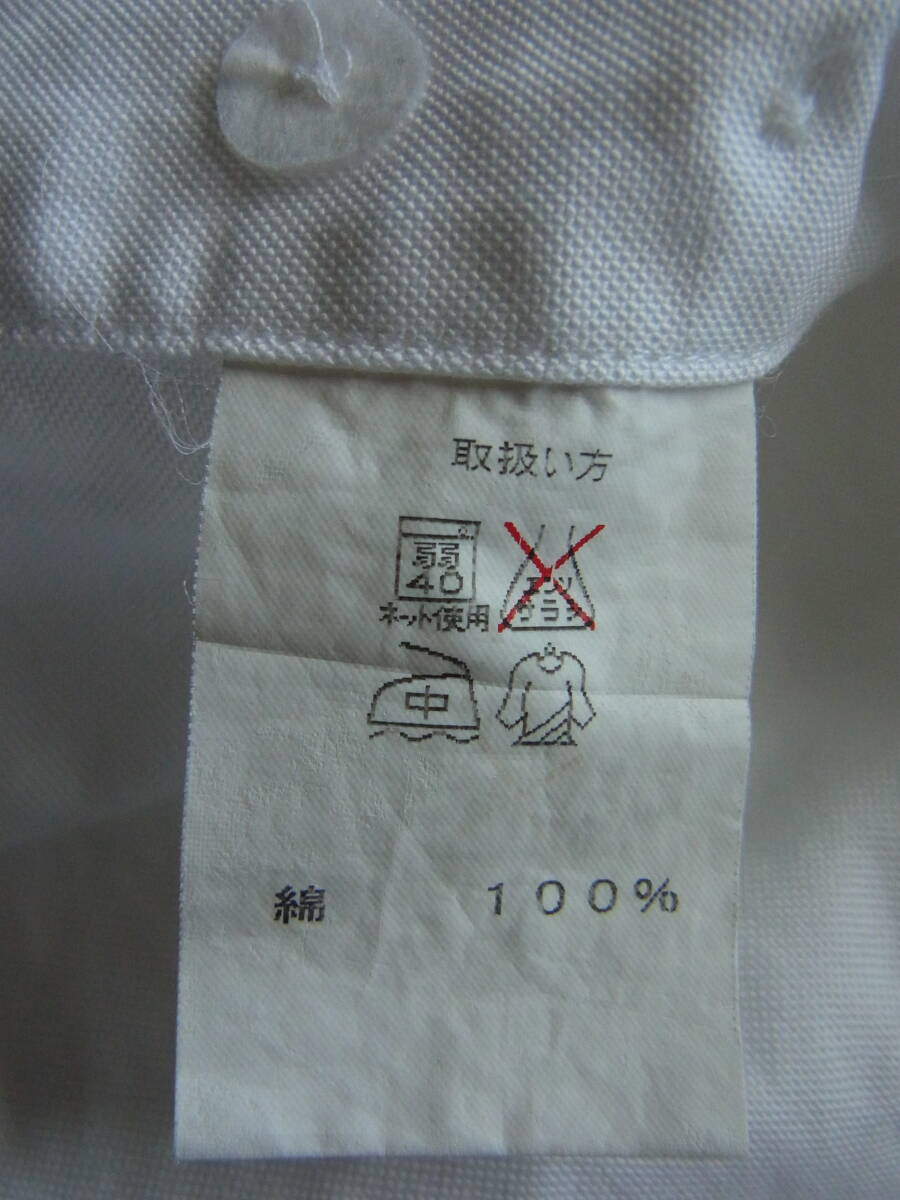 取扱い方
弱
40
ネット使用
エンソ
サラシ
中
綿 100%